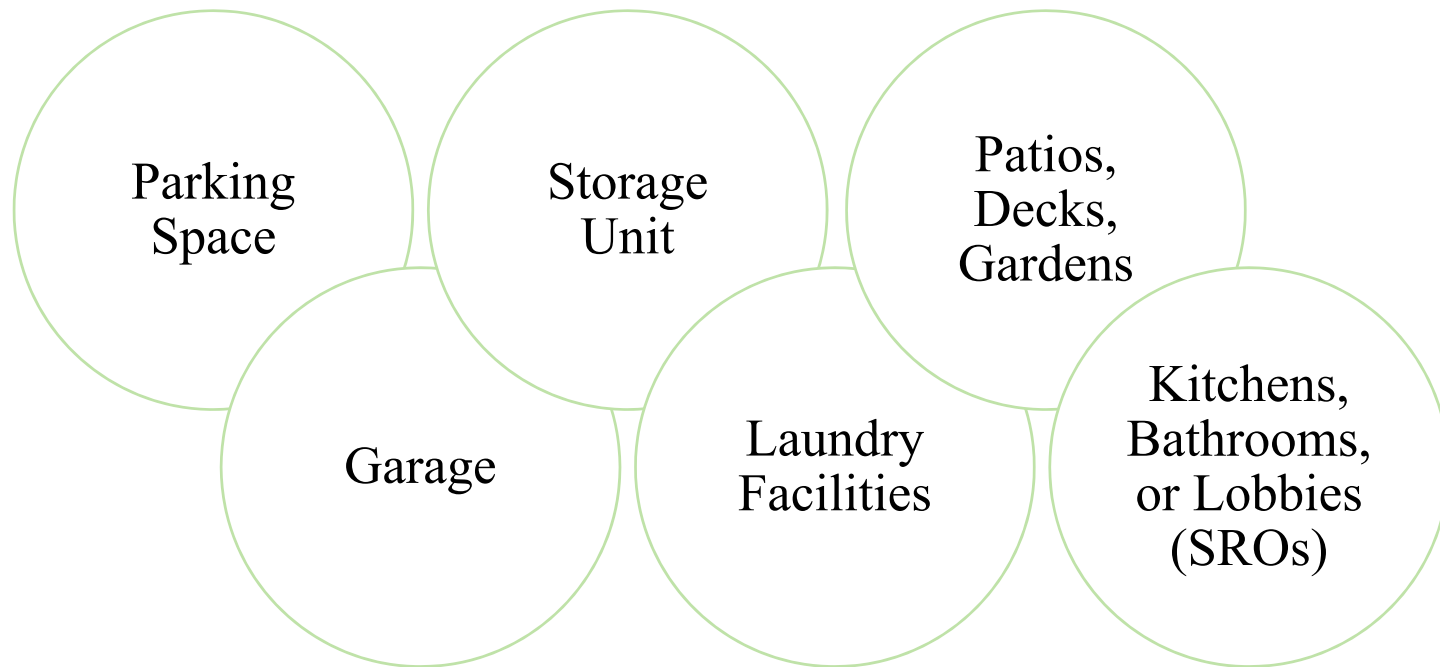 Parking
Space
Storage
Unit
Patios,
Decks,
Gardens
Garage
Laundry
Facilities
Kitchens,
Bathrooms,
or Lobbies
(SROs)